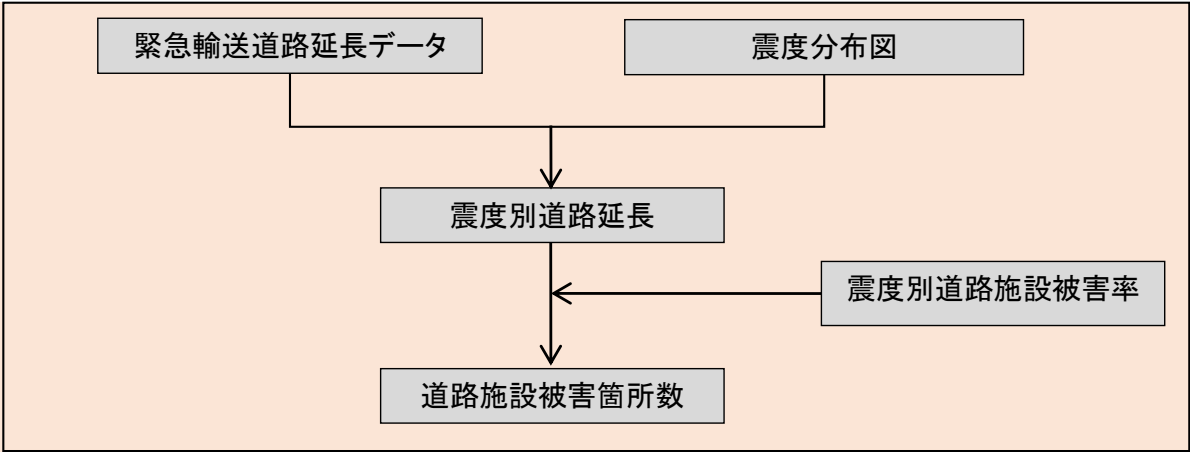 緊急輸送道路延長データ
震度分布図
震度別道路延長
震度別道路施設被害率
道路施設被害箇所数